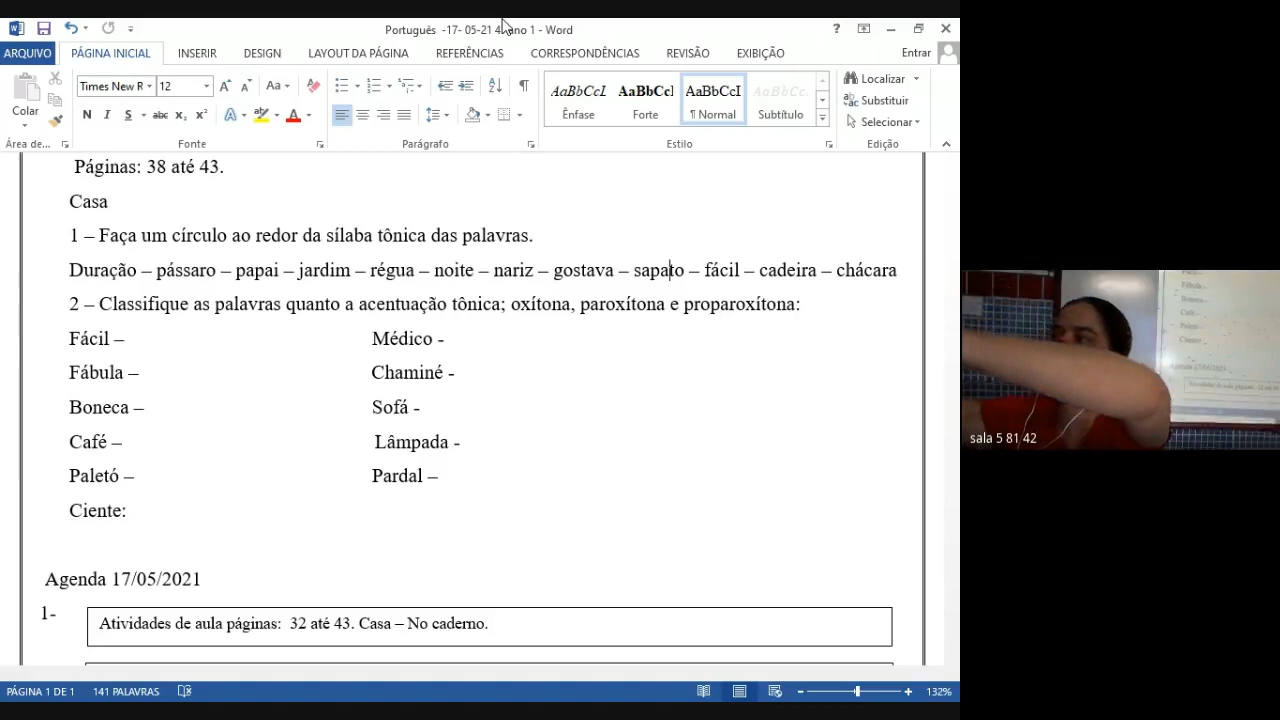 Português -17- 05-21 4 ano 1 - Word
ARQUIVO PÁGINA INICIAL INSERIR DESIGN LAYOUT DA PÁGINA REFERÊNCIAS CORRESPONDÊNCIAS REVISÃO EXIBIÇÃO Entrar
Colar
Times New R 12
AaBbCcL AaBbCcl AaBbCcI AaBbCc.
Ênfase Forte ¶ Normal Subtítulo
Localizar
Substituir
Selecionar
Área de... Fonte Parágrafo Estilo Edição
Páginas: 38 até 43.
Casa
1 – Faça um círculo ao redor da sílaba tônica das palavras.
Duração – pássaro – papai – jardim – régua – noite – nariz – gostava – sapato – fácil – cadeira – chácara
2 – Classifique as palavras quanto a acentuação tônica; oxítona, paroxítona e proparoxítona:
Fácil – Médico -
Fábula – Chaminé -
Boneca – Sofá -
Café – Lâmpada -
Paletó – Pardal –
Ciente:
Agenda 17/05/2021
1-
Atividades de aula páginas: 32 até 43. Casa – No caderno.
PÁGINA 1 DE 1 141 PALAVRAS 132%
sala 5 81 42